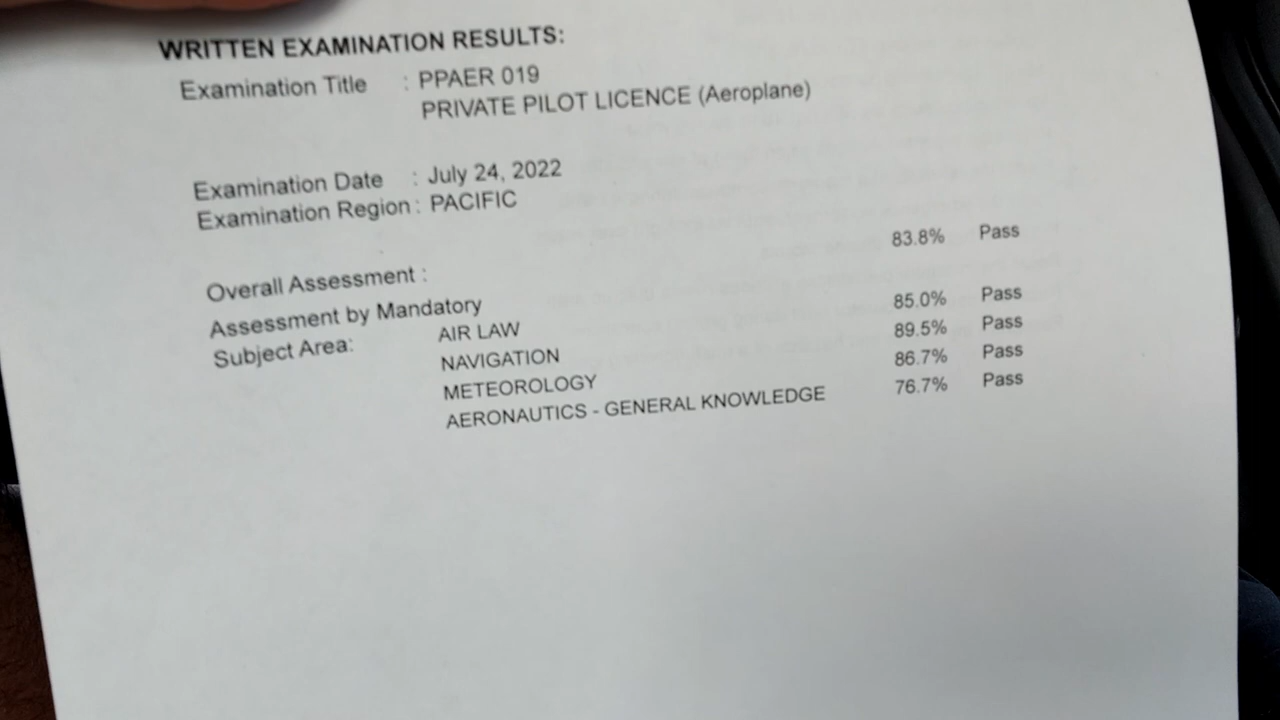 WRITTEN EXAMINATION RESULTS:
Examination Title : PPAER 019
PRIVATE PILOT LICENCE (Aeroplane)
Examination Date : July 24, 2022
Examination Region : PACIFIC
Overall Assessment : 83.8% Pass
Assessment by Mandatory
Subject Area:
AIR LAW 85.0% Pass
NAVIGATION 89.5% Pass
METEOROLOGY 86.7% Pass
AERONAUTICS - GENERAL KNOWLEDGE 76.7% Pass